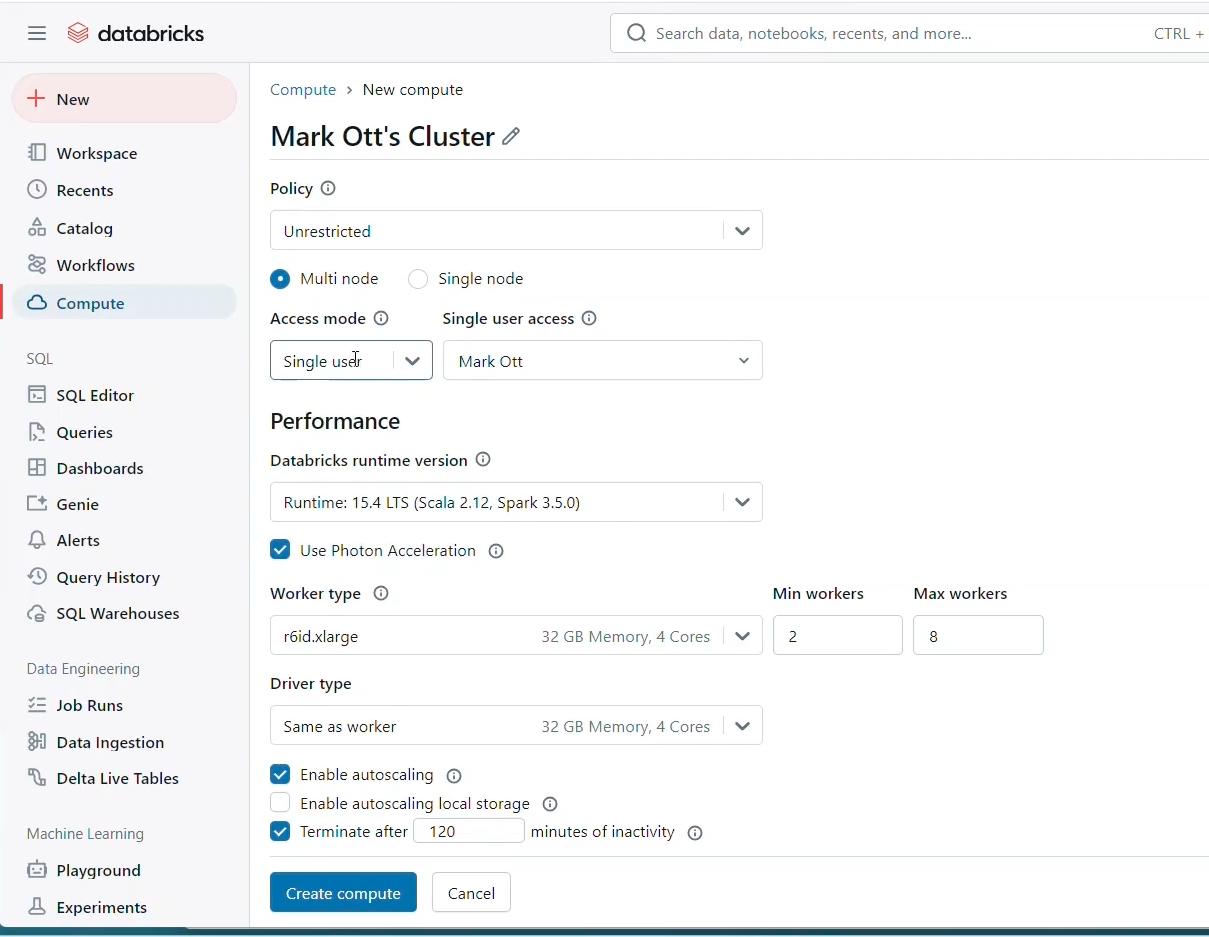 databricks
Search data, notebooks, recents, and more...
CTRL +
New
Workspace
Recents
Catalog
Workflows
Compute
SQL
SQL Editor
Queries
Dashboards
Genie
Alerts
Query History
SQL Warehouses
Data Engineering
Job Runs
Data Ingestion
Delta Live Tables
Machine Learning
Playground
Experiments
Compute › New compute
Mark Ott's Cluster
Policy
Unrestricted
Multi node Single node
Access mode Single user access
Single user Mark Ott
Performance
Databricks runtime version
Runtime: 15.4 LTS (Scala 2.12, Spark 3.5.0)
Use Photon Acceleration
Worker type Min workers Max workers
r6id.xlarge 32 GB Memory, 4 Cores 2 8
Driver type
Same as worker 32 GB Memory, 4 Cores
Enable autoscaling
Enable autoscaling local storage
Terminate after 120 minutes of inactivity
Create compute Cancel